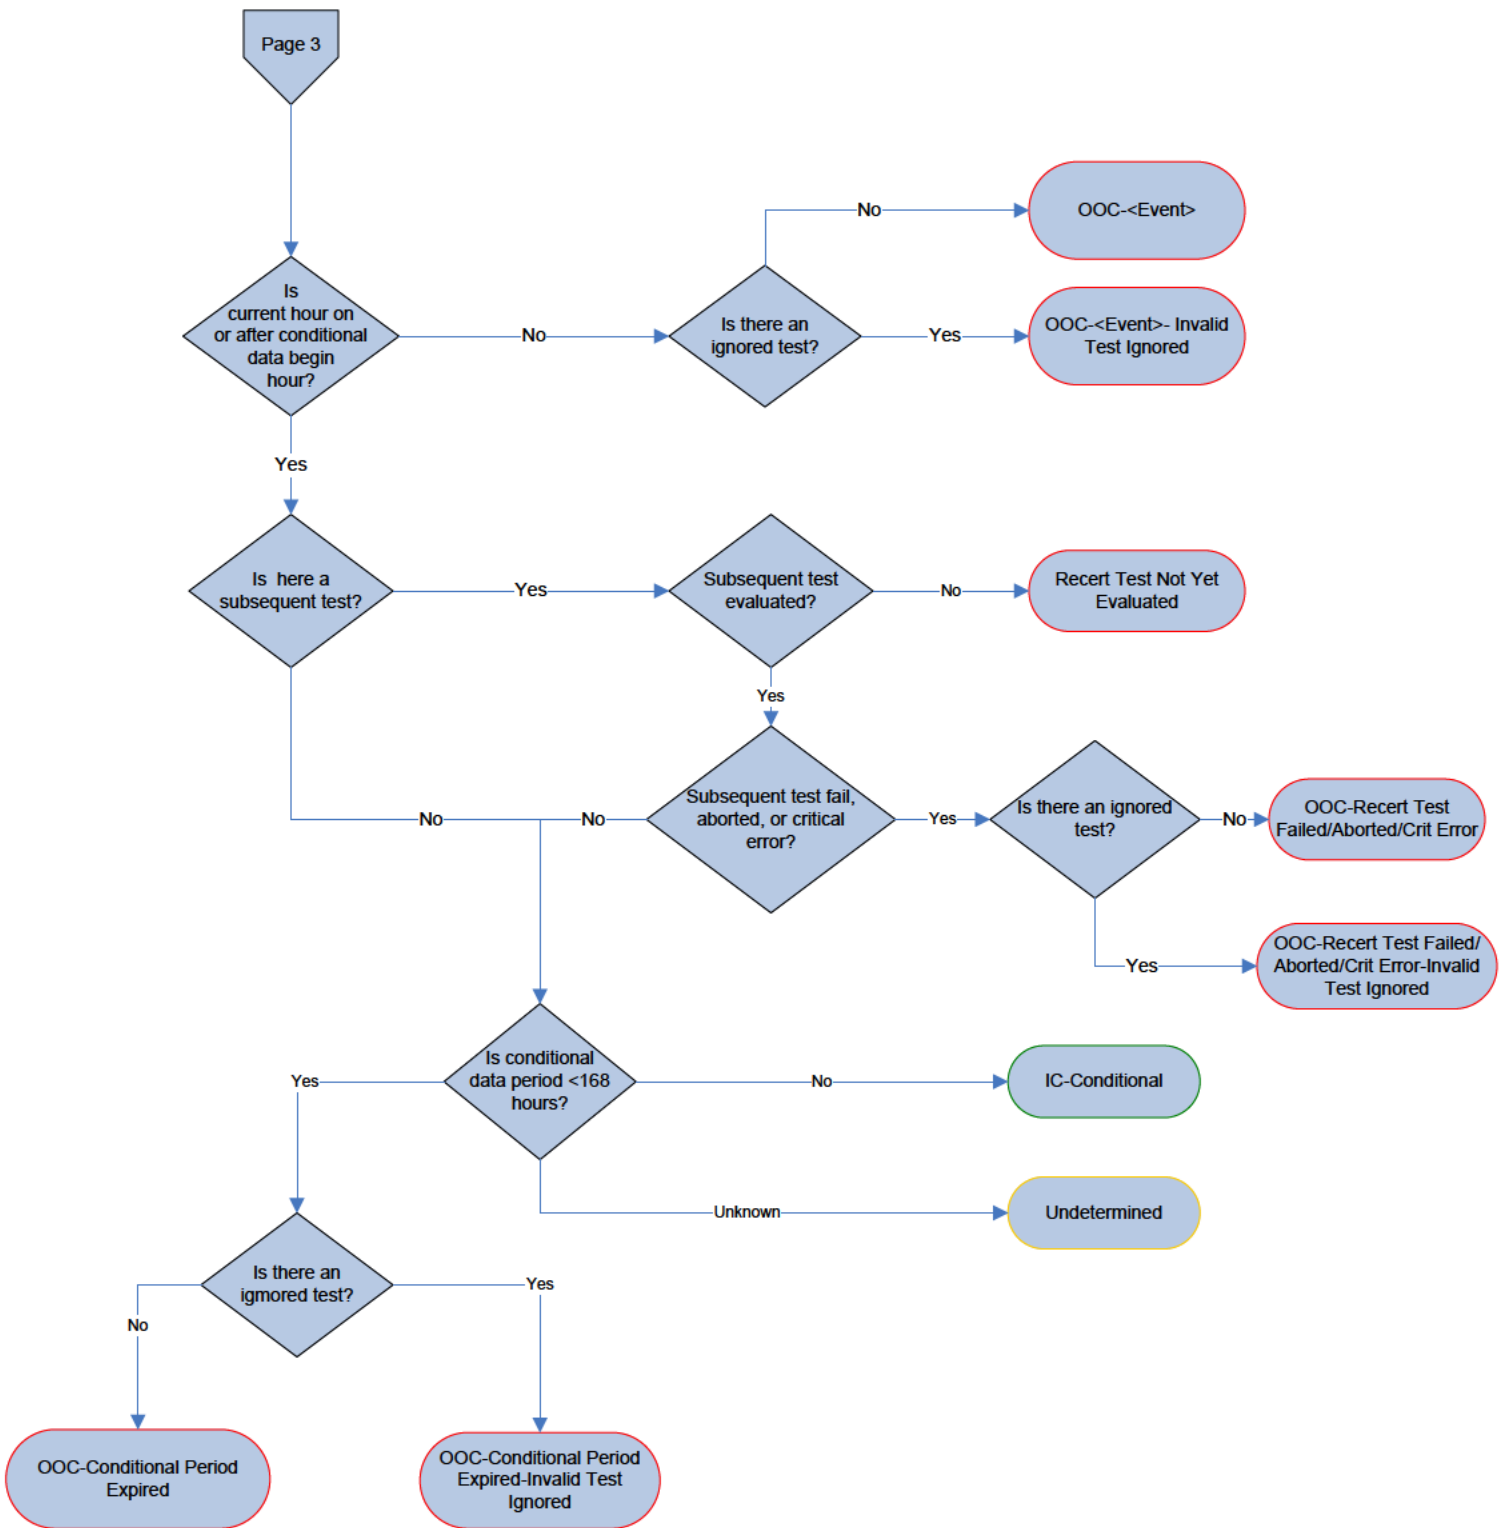 Page 3
No
OOC-<Event>
Is
current hour on
or after conditional
data begin
hour?
No
Is there an
ignored test?
Yes
OOC-<Event>- Invalid
Test Ignored
Yes
Is  here a
subsequent test?
Yes
Subsequent test
evaluated?
No
Recert Test Not Yet
Evaluated
Yes
No
No
Subsequent test fail,
aborted, or critical
error?
Yes
Is there an ignored
test?
No
OOC-Recert Test
Failed/Aborted/Crit Error
Yes
OOC-Recert Test Failed/
Aborted/Crit Error-Invalid
Test Ignored
Yes
Is conditional
data period <168
hours?
No
IC-Conditional
Unknown
Undetermined
Is there an
igmored test?
Yes
No
OOC-Conditional Period
Expired
OOC-Conditional Period
Expired-Invalid Test
Ignored